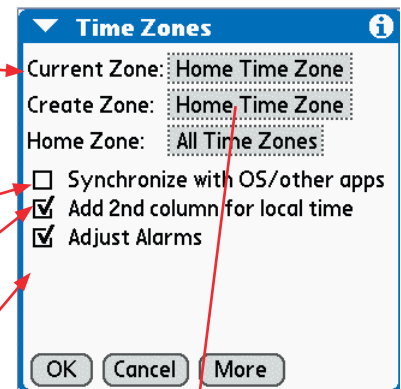 Time Zones
Current Zone: Home Time Zone
Create Zone: Home Time Zone
Home Zone: All Time Zones
Synchronize with OS/other apps
Add 2nd column for local time
Adjust Alarms
OK Cancel More